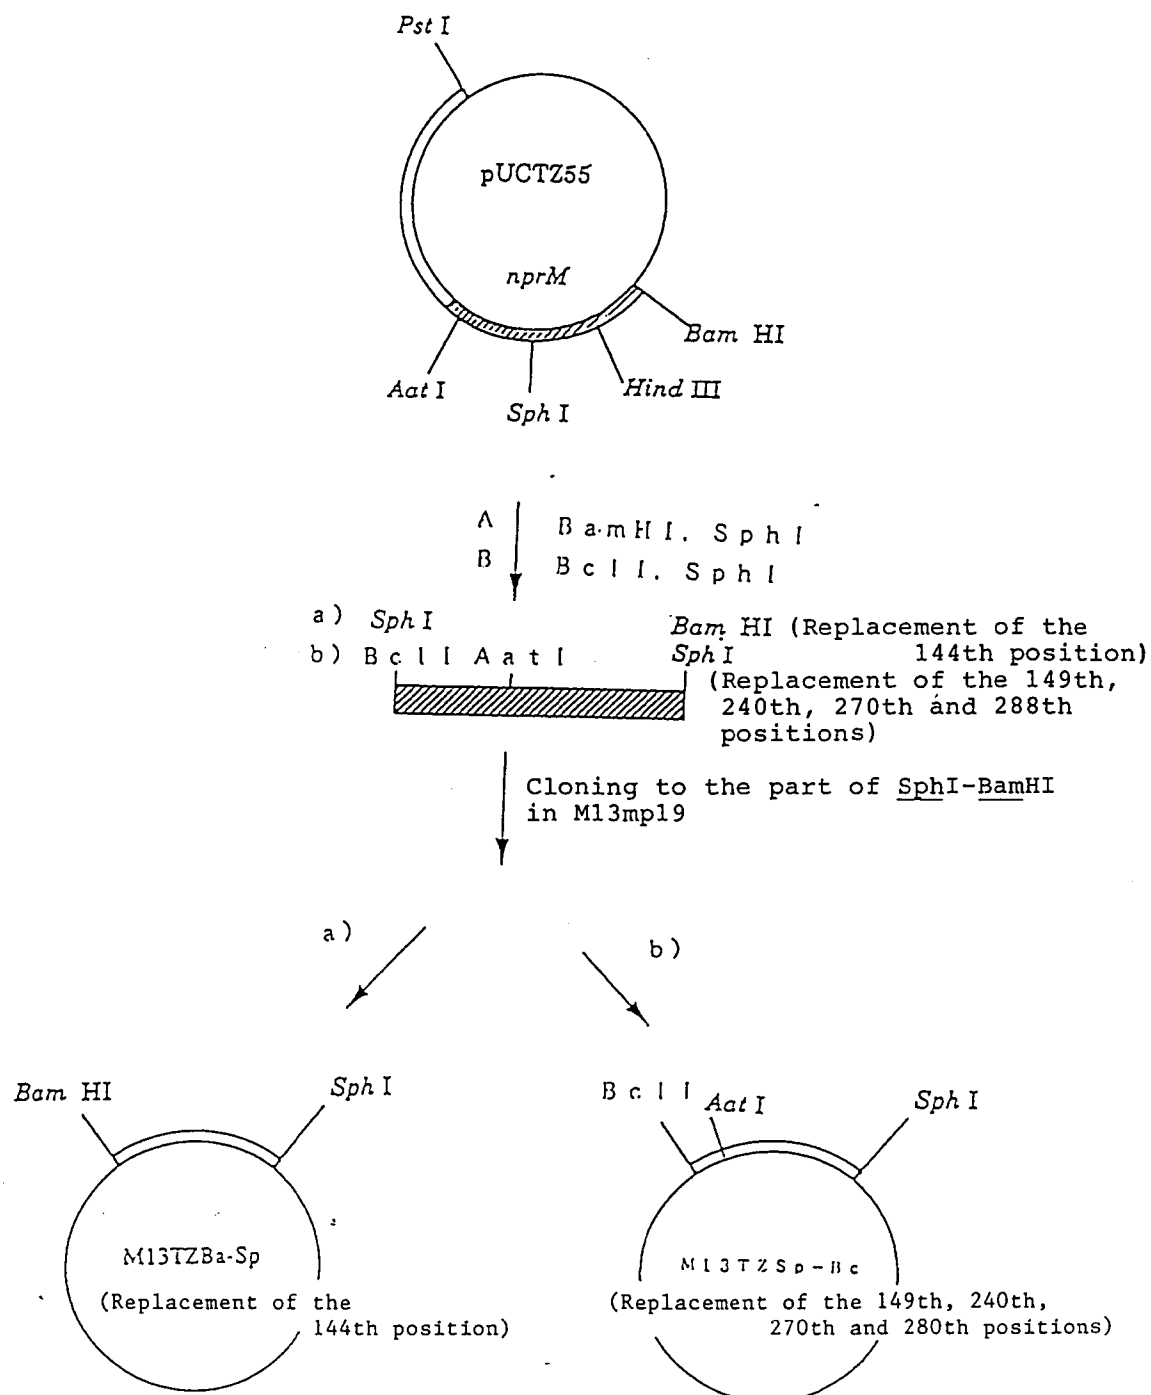 Pst I
pUCTZ55
nprM
Bam HI
Aat I
Hind III
Sph I
A BamHI. SphI
B BclI. SphI
a) Sph I Bam HI (Replacement of the
b) BclI AatI Sph I 144th position)
(Replacement of the 149th,
240th, 270th and 288th
positions)
Cloning to the part of SphI-BamHI
in M13mp19
a)
b)
Bam HI Sph I
BclI Aat I Sph I
M13TZBa-Sp
(Replacement of the
144th position)
M13TZSp-Bc
(Replacement of the 149th, 240th,
270th and 280th positions)